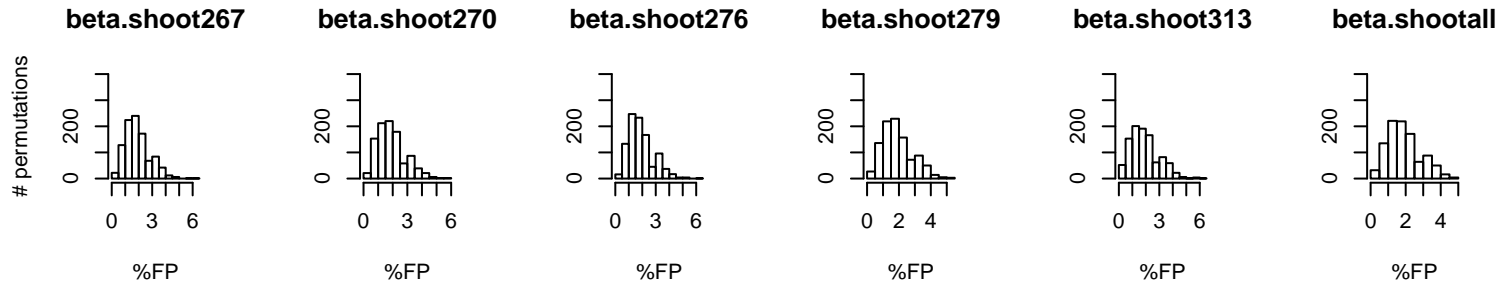 beta.shoot267 beta.shoot270 beta.shoot276 beta.shoot279 beta.shoot313 beta.shootall
# permutations
200 200 200 200 200 200
0 0 0 0 0 0
0 3 6 0 3 6 0 3 6 0 2 4 0 3 6 0 2 4
%FP %FP %FP %FP %FP %FP